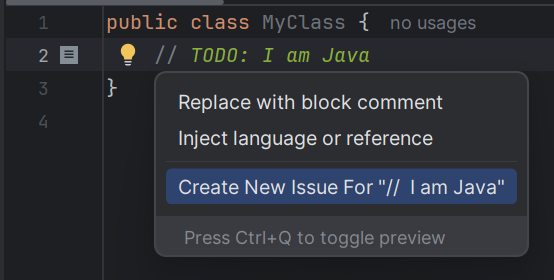 1 public class MyClass { no usages
2 // TODO: I am Java
3 }
4
Replace with block comment
Inject language or reference
Create New Issue For "//  I am Java"
Press Ctrl+Q to toggle preview